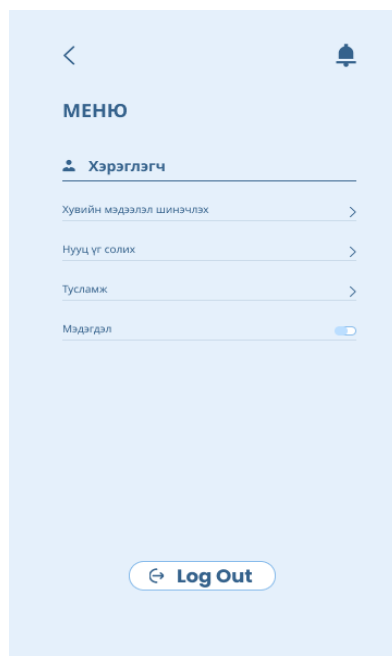 МЕНЮ
Хэрэглэгч
Хувийн мэдээлэл шинэчлэх
Нууц үг солих
Тусламж
Мэдэгдэл
Log Out